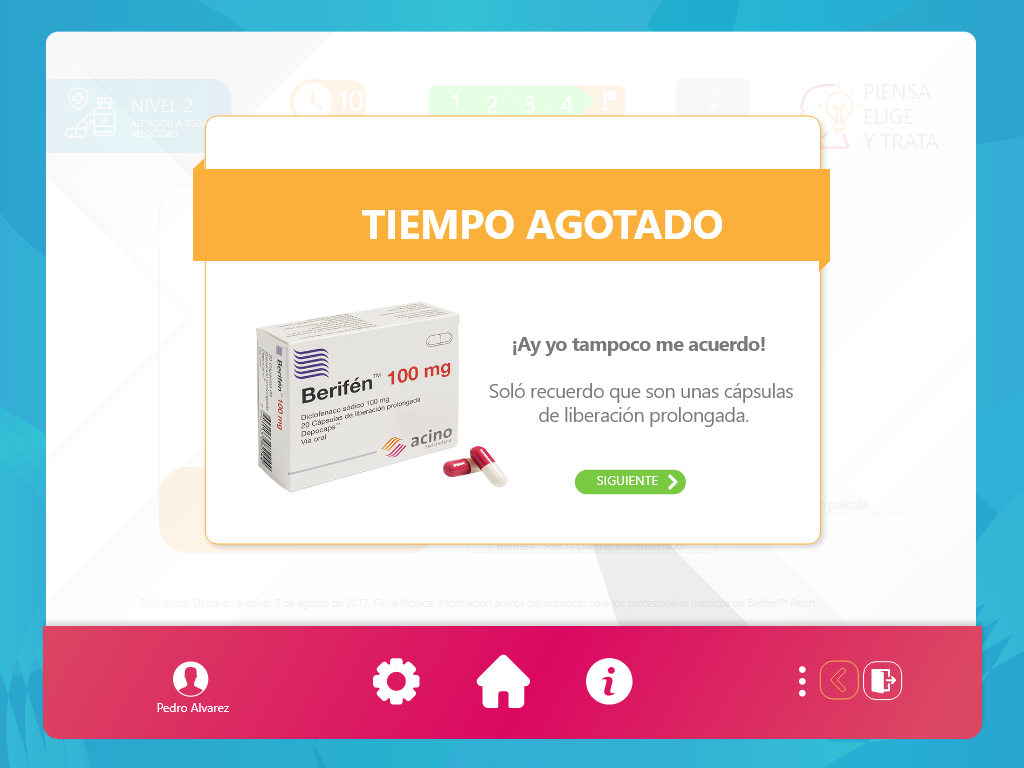 NIVEL 2
ATENCIÓN A TODA
VELOCIDAD
10
1 2 3 4
PIENSA
ELIGE
Y TRATA
TIEMPO AGOTADO
Berifén™ 100 mg
Diclofenaco sódico 100 mg
20 Cápsulas de liberación prolongada
Depocaps™
Vía oral
acino
Berifén™ 100 mg
¡Ay yo tampoco me acuerdo!
Soló recuerdo que son unas cápsulas
de liberación prolongada.
SIGUIENTE
película
Referencia: Datos en archivo. 7 de agosto de 2017. Ficha técnica: información acerca del producto para los profesionales médicos de Berifén™ Patch
Pedro Alvarez